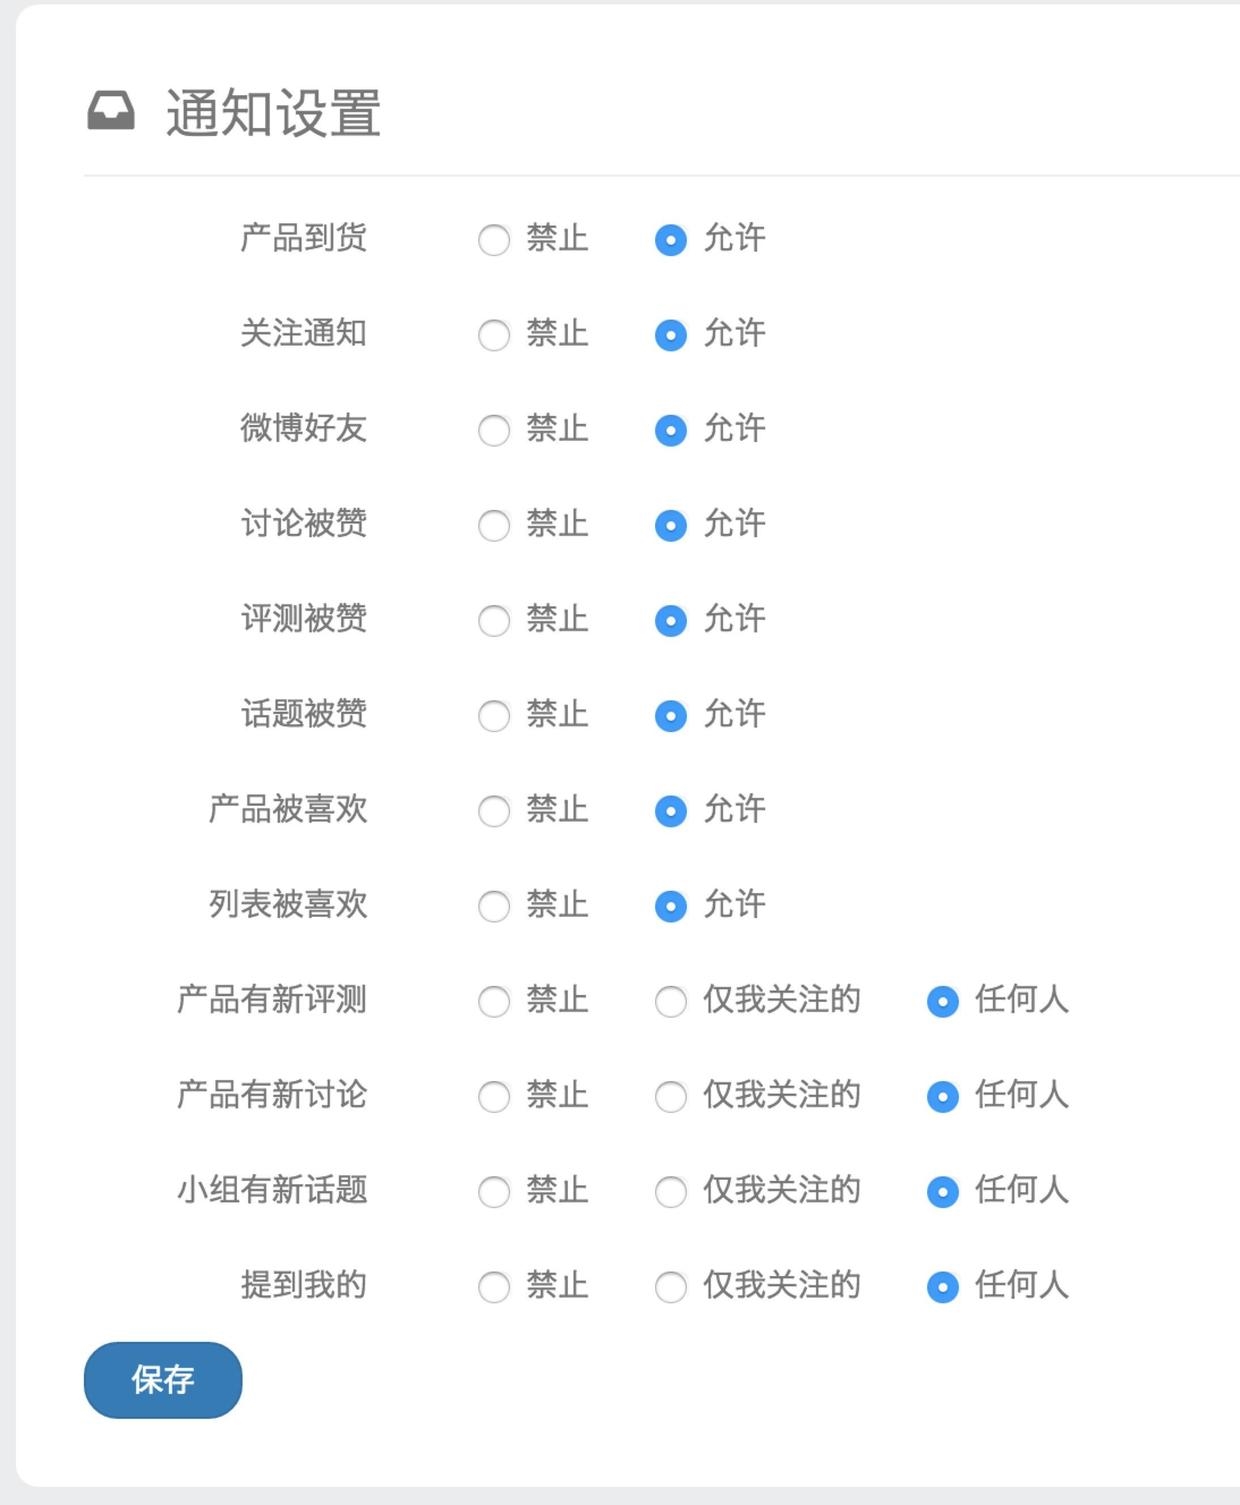 通知设置
产品到货 禁止 允许
关注通知 禁止 允许
微博好友 禁止 允许
讨论被赞 禁止 允许
评测被赞 禁止 允许
话题被赞 禁止 允许
产品被喜欢 禁止 允许
列表被喜欢 禁止 允许
产品有新评测 禁止 仅我关注的 任何人
产品有新讨论 禁止 仅我关注的 任何人
小组有新话题 禁止 仅我关注的 任何人
提到我的 禁止 仅我关注的 任何人
保存